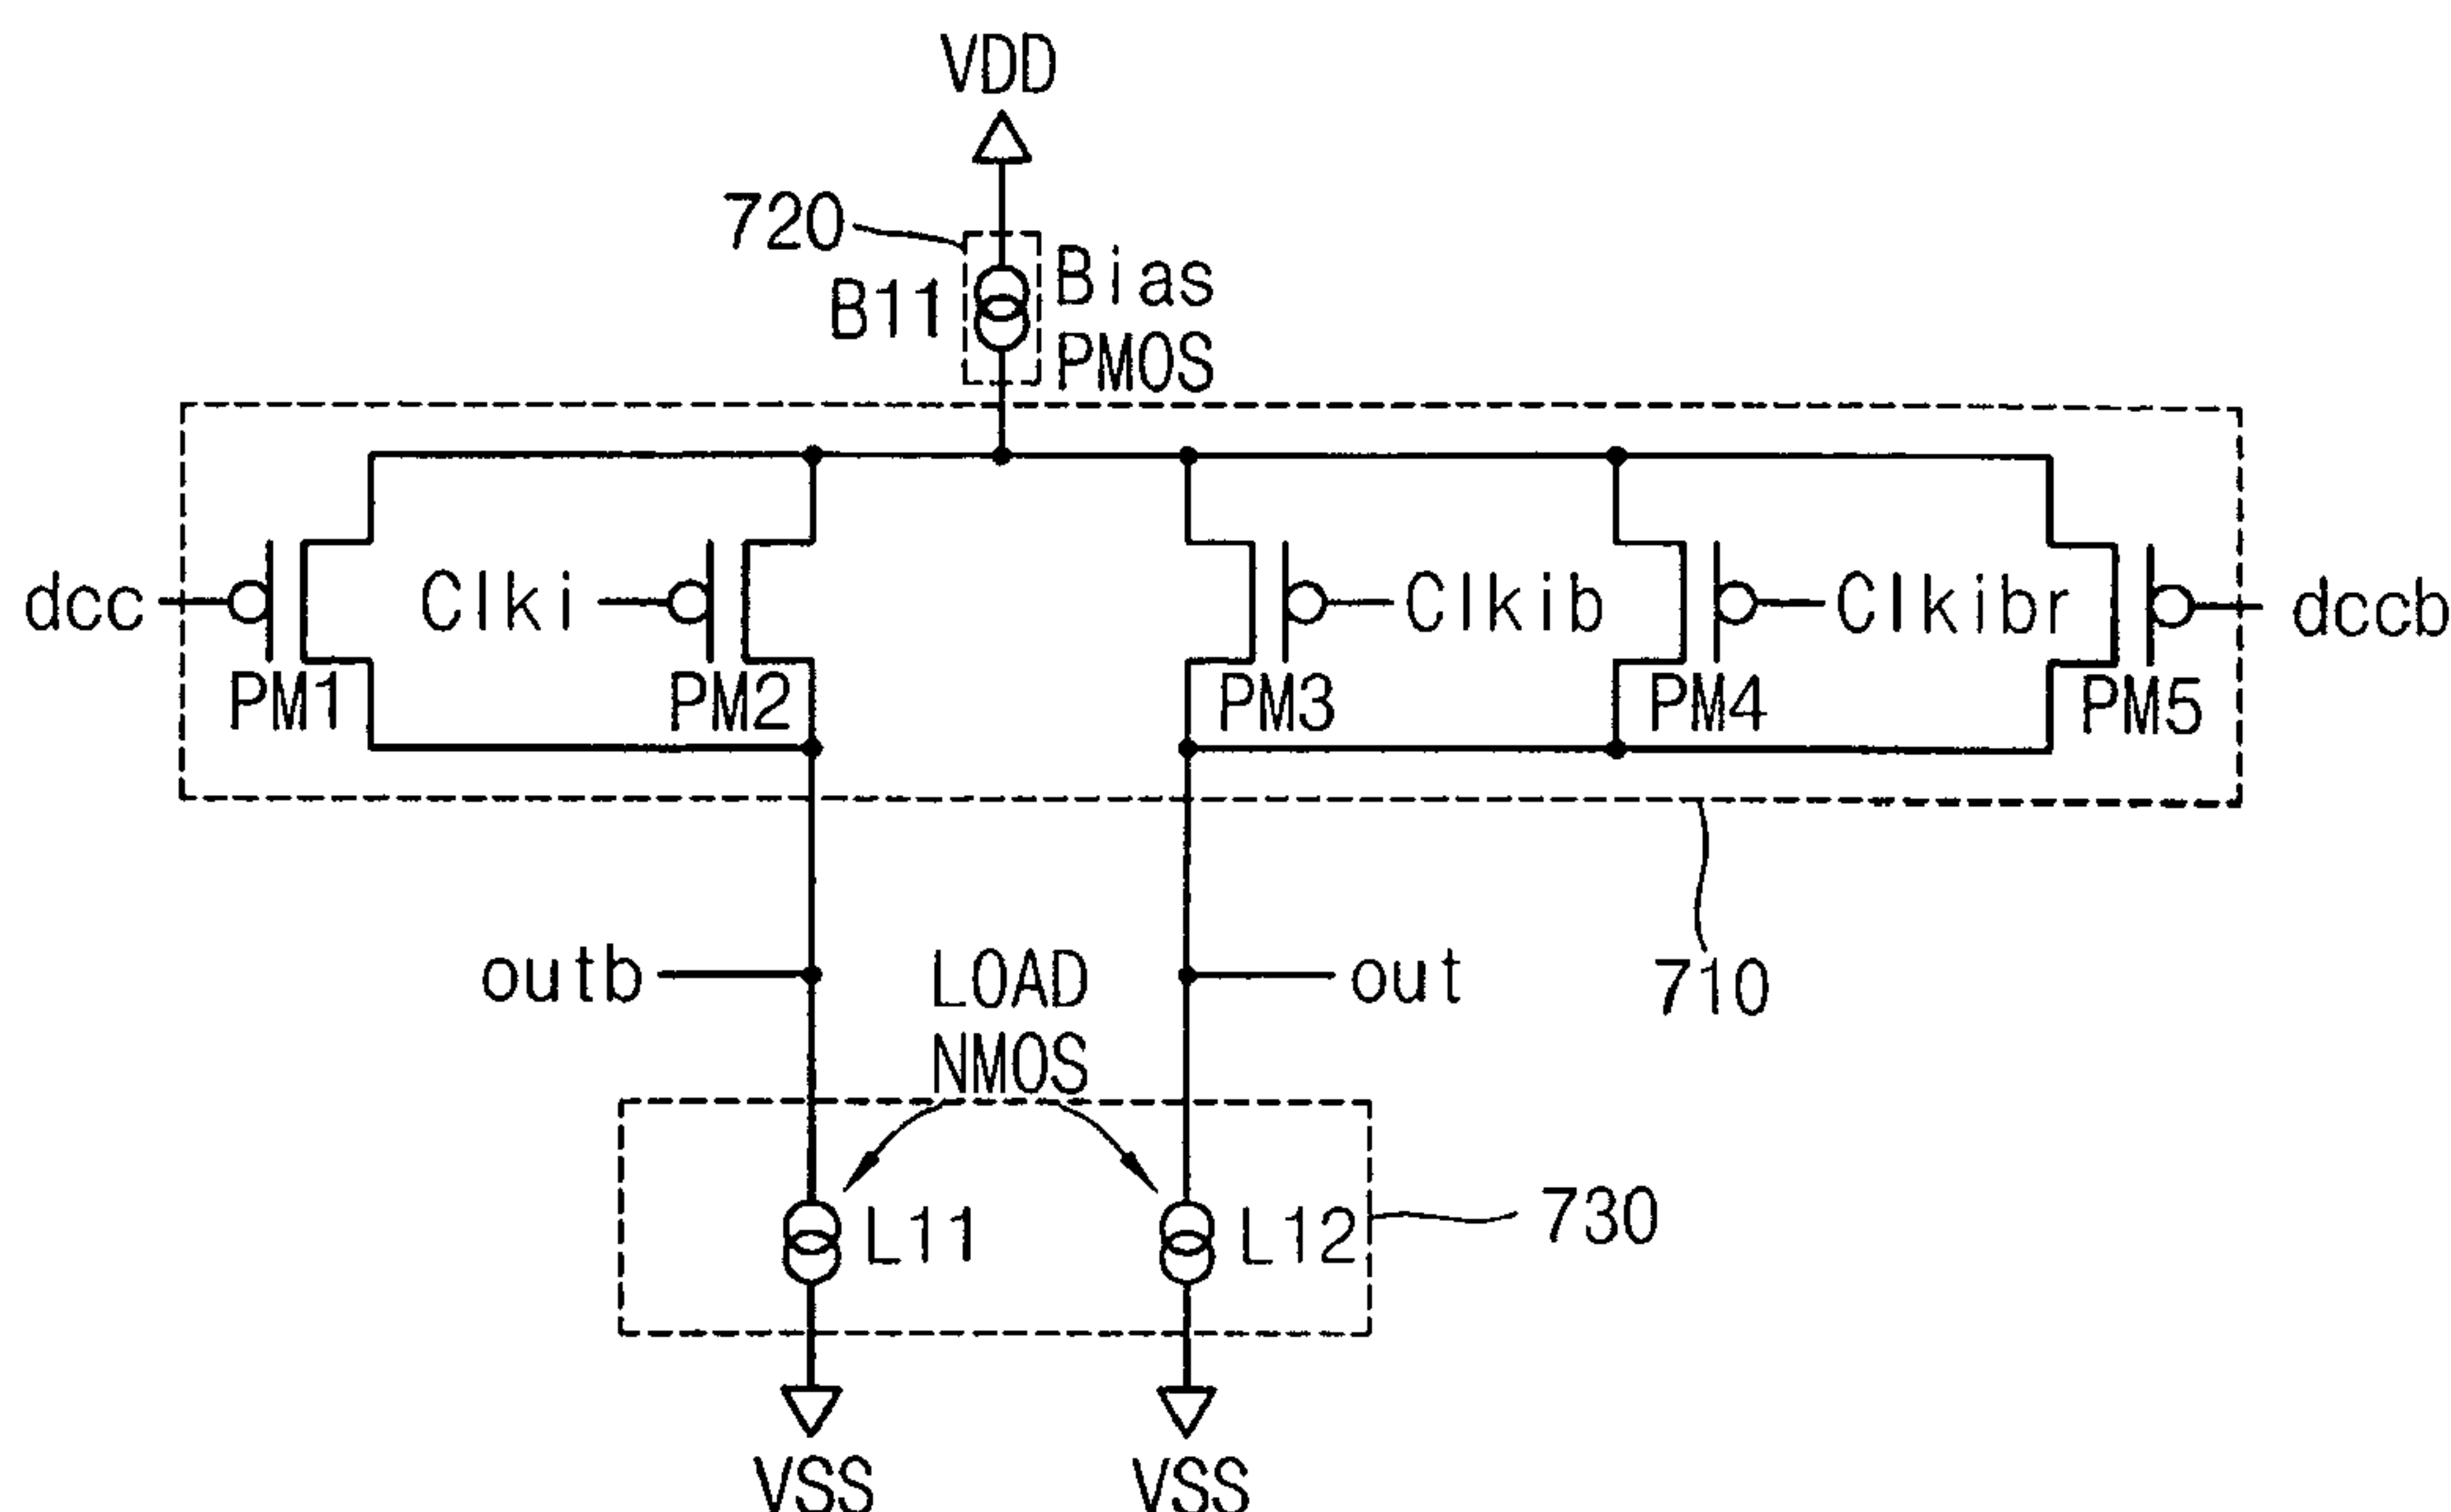 VDD
720
B11
Bias
PMOS
dcc
Clki
Clkib
Clkibr
dccb
PM1
PM2
PM3
PM4
PM5
outb
LOAD
NMOS
out
710
L11
L12
730
VSS
VSS